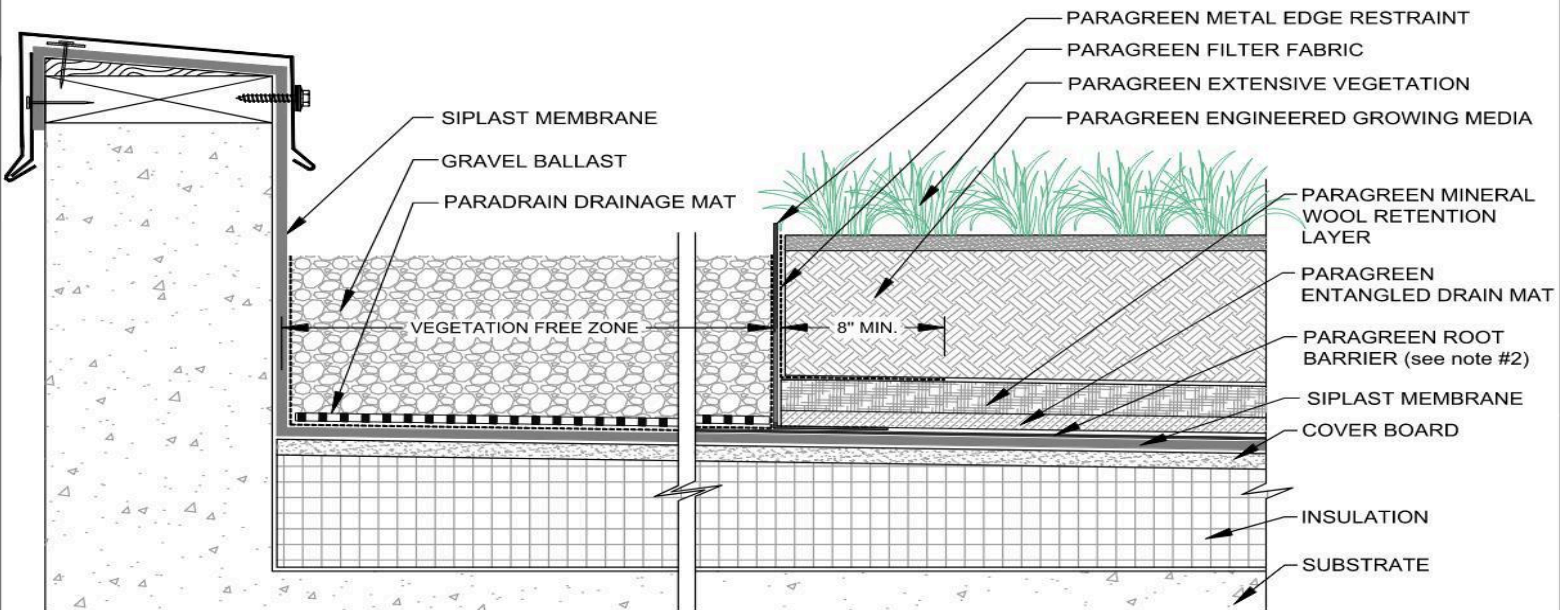 PARAGREEN METAL EDGE RESTRAINT
PARAGREEN FILTER FABRIC
PARAGREEN EXTENSIVE VEGETATION
PARAGREEN ENGINEERED GROWING MEDIA
SIPLAST MEMBRANE
GRAVEL BALLAST
PARADRAIN DRAINAGE MAT
VEGETATION FREE ZONE
8" MIN.
PARAGREEN MINERAL
WOOL RETENTION
LAYER
PARAGREEN
ENTANGLED DRAIN MAT
PARAGREEN ROOT
BARRIER (see note #2)
SIPLAST MEMBRANE
COVER BOARD
INSULATION
SUBSTRATE